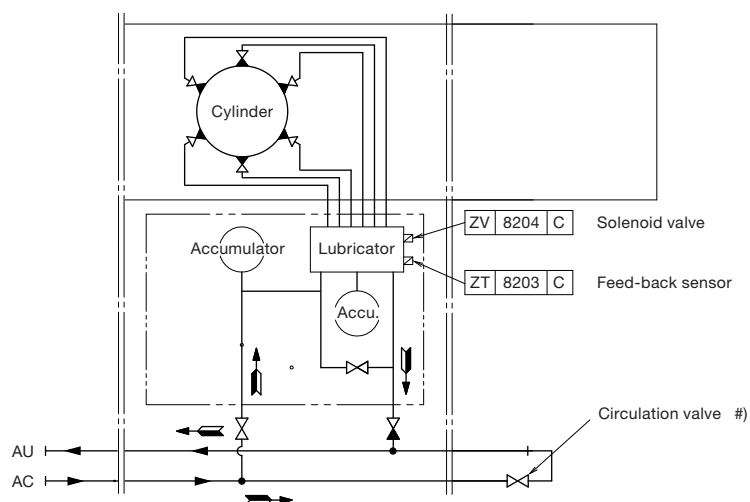 Cylinder
ZV 8204 C Solenoid valve
Accumulator Lubricator
ZT 8203 C Feed-back sensor
Accu.
Circulation valve #)
AU
AC